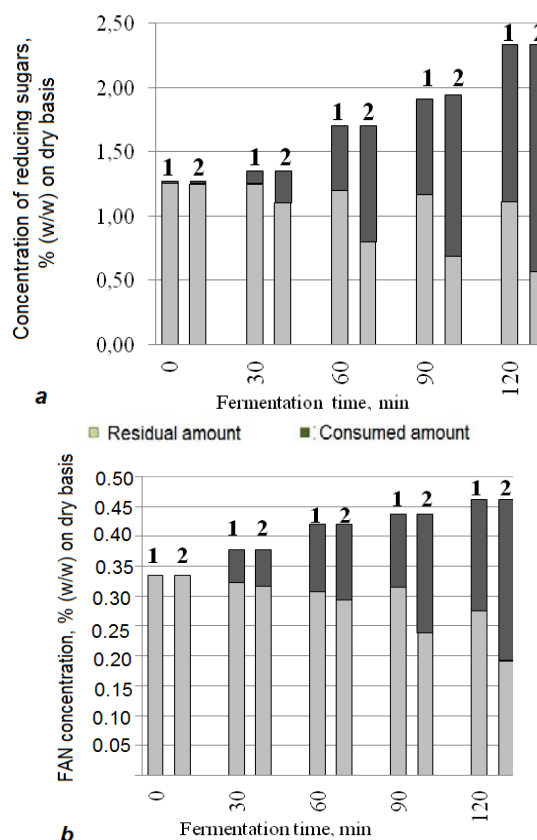 a
2,50
2,00
1,50
1,00
0,50
0,00
Concentration of reducing sugars,
% (w/w) on dry basis
1 2
1 2
1 2
1 2
1 2
0 30 60 90 120
a
Fermentation time, min
Residual amount : Consumed amount
0.50
0.45
0.40
0.35
0.30
0.25
0.20
0.15
0.10
0.05
FAN concentration, % (w/w) on dry basis
1 2
1 2
1 2
1 2
1 2
0 30 60 90 120
b
Fermentation time, min